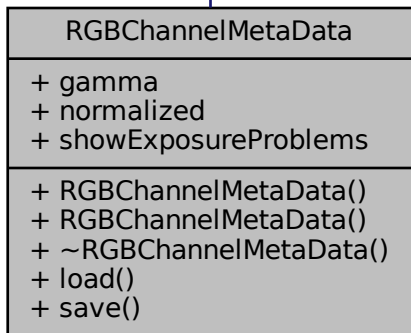 RGBChannelMetaData
+ gamma
+ normalized
+ showExposureProblems
+ RGBChannelMetaData()
+ RGBChannelMetaData()
+ ~RGBChannelMetaData()
+ load()
+ save()